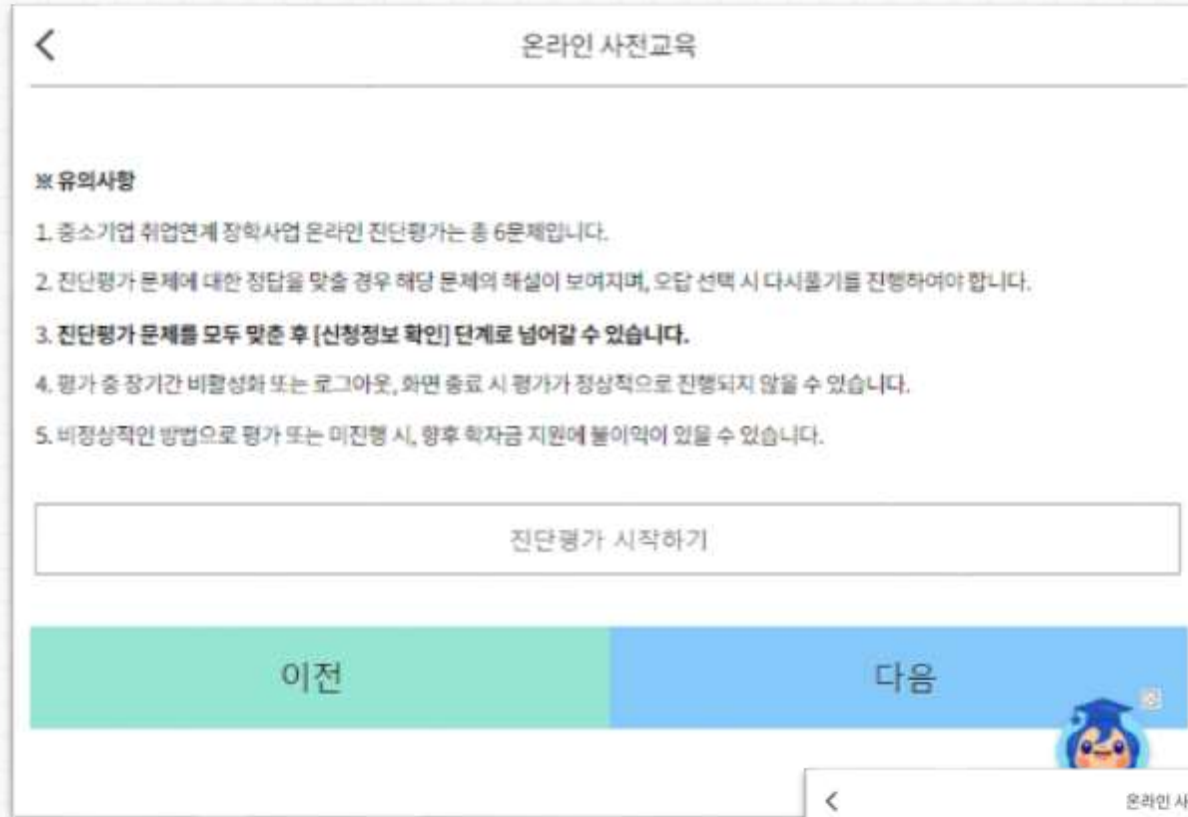 온라인 사전교육
※ 유의사항
1. 중소기업 취업연계 장학사업 온라인 진단평가는 총 6문제입니다.
2. 진단평가 문제에 대한 정답을 맞출 경우 해당 문제의 해설이 보여지며, 오답 선택 시 다시풀기를 진행하여야 합니다.
3. 진단평가 문제를 모두 맞춘 후 [신청정보 확인] 단계로 넘어갈 수 있습니다.
4. 평가 중 장기간 비활성화 또는 로그아웃, 화면 종료 시 평가가 정상적으로 진행되지 않을 수 있습니다.
5. 비정상적인 방법으로 평가 또는 미진행 시, 향후 학자금 지원에 불이익이 있을 수 있습니다.
진단평가 시작하기
이전
다음
온라인 사